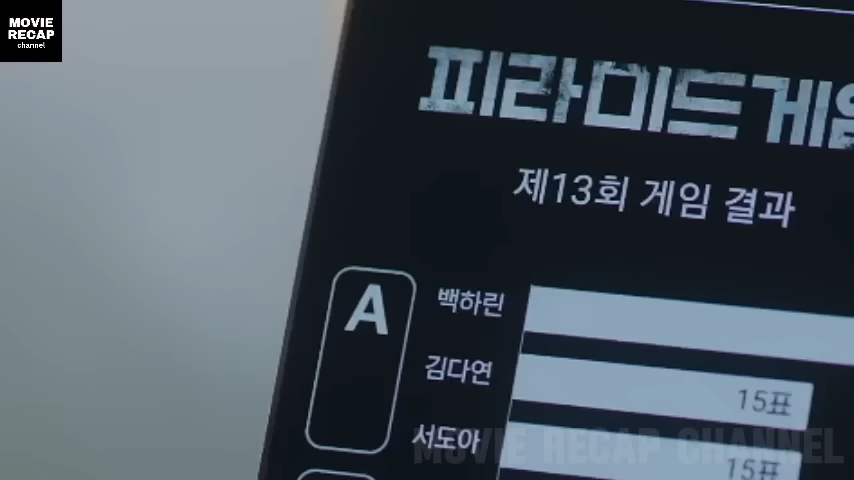 MOVIE
RECAP
channel
피라미드게임
제13회 게임 결과
A
백하린
김다연
15표
서도아
15표
MOVIE RECAP CHANNEL